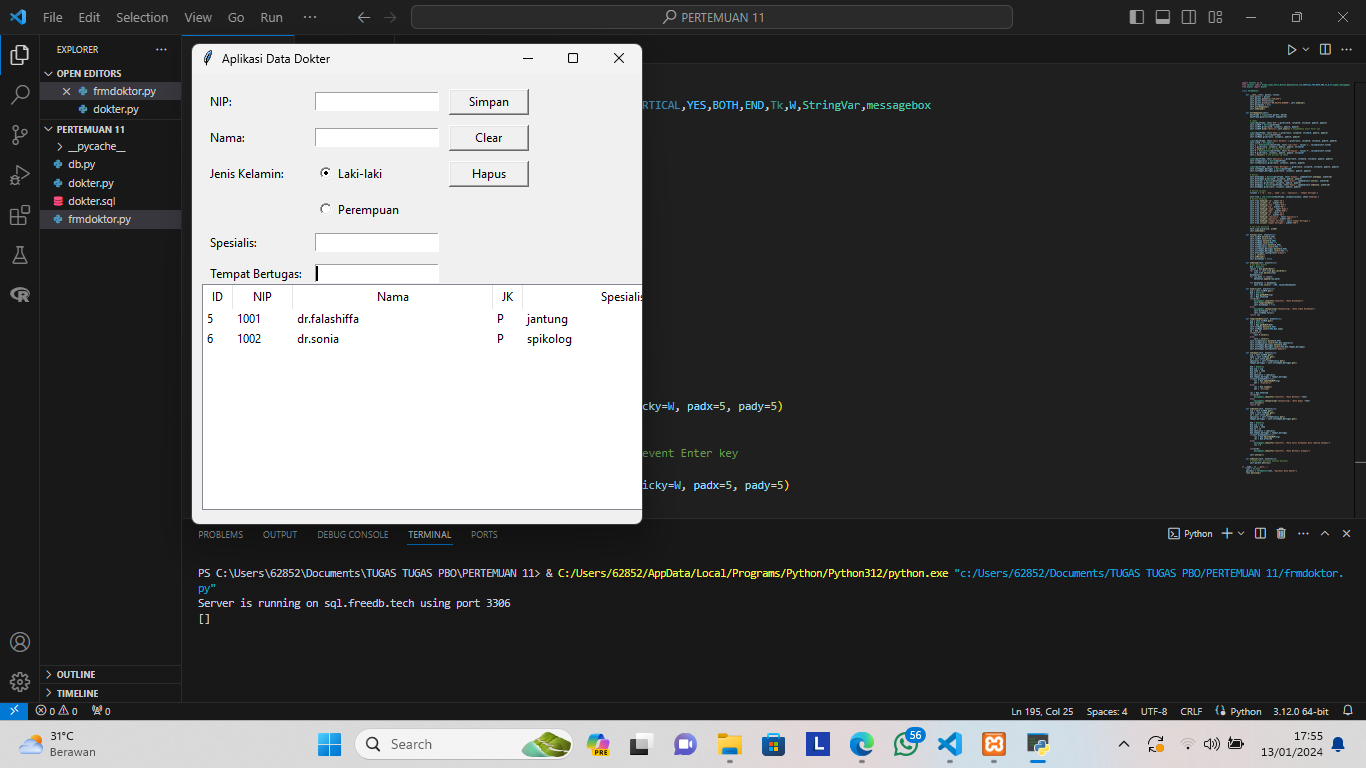 File Edit Selection View Go Run ··· PERTEMUAN 11
EXPLORER ···
OPEN EDITORS
frmdoktor.py
dokter.py
PERTEMUAN 11
__pycache__
db.py
dokter.py
dokter.sql
frmdoktor.py
OUTLINE
TIMELINE
Aplikasi Data Dokter
NIP: Simpan
Nama: Clear
Jenis Kelamin: Laki-laki Hapus
Perempuan
Spesialis:
Tempat Bertugas:
ID NIP Nama JK Spesialis
5 1001 dr.falashiffa P jantung
6 1002 dr.sonia P spikolog
RTICAL,YES,BOTH,END,Tk,W,StringVar,messagebox
icky=W, padx=5, pady=5)
event Enter key
icky=W, padx=5, pady=5)
PROBLEMS OUTPUT DEBUG CONSOLE TERMINAL PORTS Python
PS C:\Users\62852\Documents\TUGAS TUGAS PBO\PERTEMUAN 11> & C:/Users/62852/AppData/Local/Programs/Python/Python312/python.exe "c:/Users/62852/Documents/TUGAS TUGAS PBO/PERTEMUAN 11/frmdoktor.
py"
Server is running on sql.freedb.tech using port 3306
[]
0 0 0 Ln 195, Col 25 Spaces: 4 UTF-8 CRLF Python 3.12.0 64-bit
31°C
Berawan
Search
PRE
L
56
17:55
13/01/2024